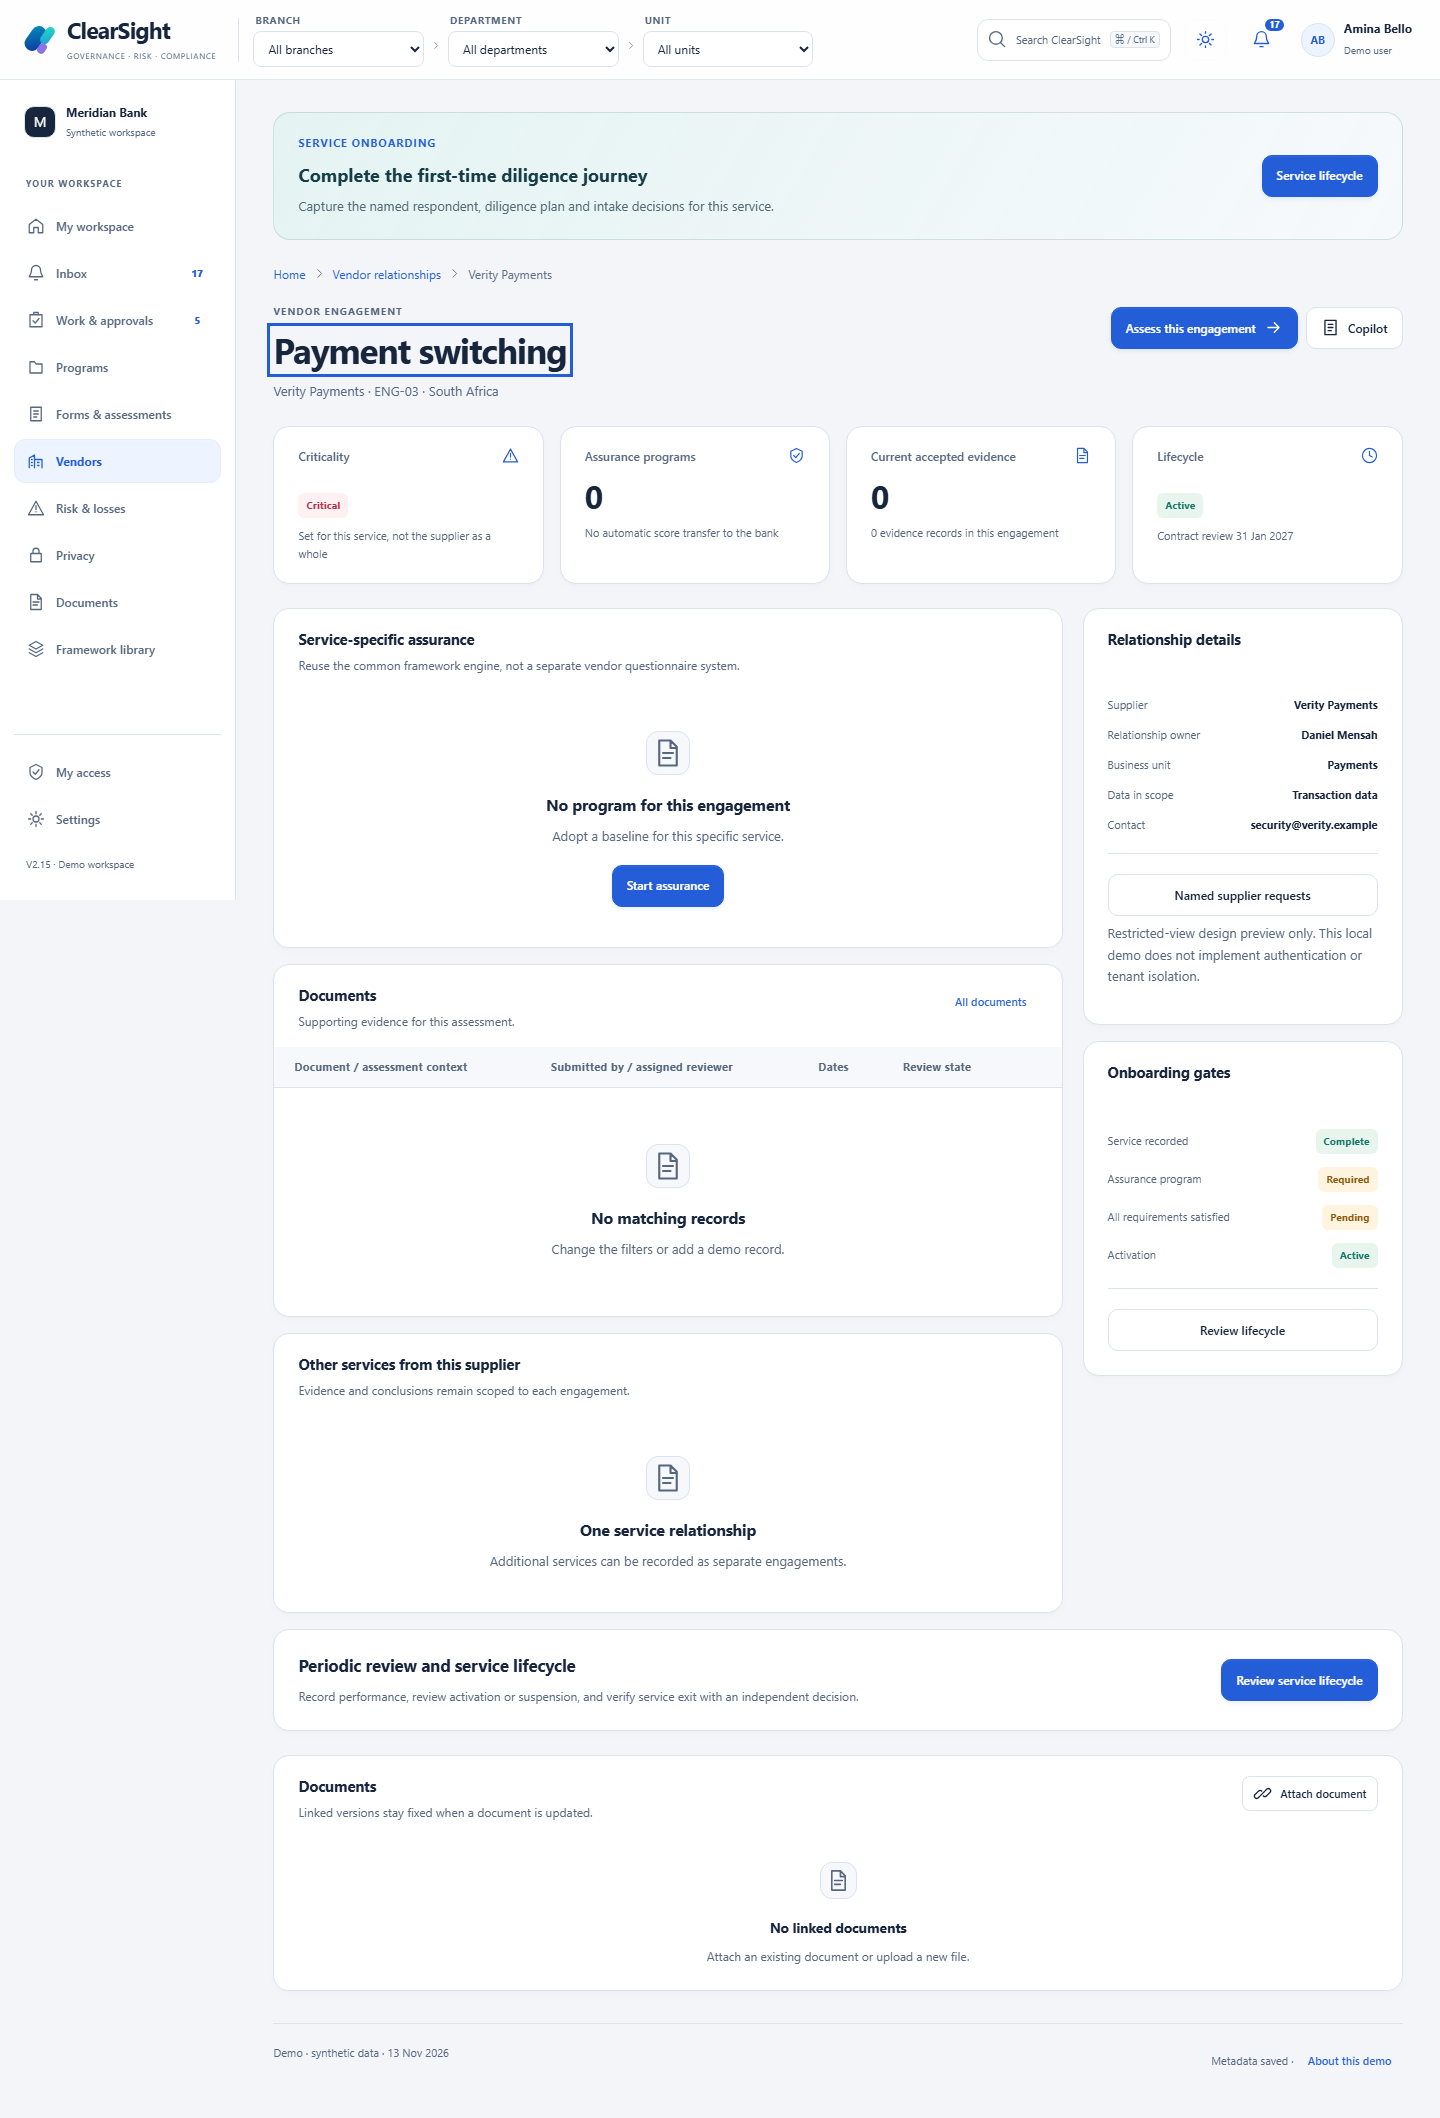 ClearSight
GOVERNANCE · RISK · COMPLIANCE
BRANCH
All branches
DEPARTMENT
All departments
UNIT
All units
Search ClearSight
⌘ / Ctrl K
17
AB
Amina Bello
Demo user
M
Meridian Bank
Synthetic workspace
YOUR WORKSPACE
My workspace
Inbox 17
Work & approvals 5
Programs
Forms & assessments
Vendors
Risk & losses
Privacy
Documents
Framework library
My access
Settings
V2.15 · Demo workspace
SERVICE ONBOARDING
Complete the first-time diligence journey
Capture the named respondent, diligence plan and intake decisions for this service.
Service lifecycle
Home > Vendor relationships > Verity Payments
VENDOR ENGAGEMENT
Payment switching
Verity Payments · ENG-03 · South Africa
Assess this engagement →
Copilot
Criticality
Critical
Set for this service, not the supplier as a
whole
Assurance programs
0
No automatic score transfer to the bank
Current accepted evidence
0
0 evidence records in this engagement
Lifecycle
Active
Contract review 31 Jan 2027
Service-specific assurance
Reuse the common framework engine, not a separate vendor questionnaire system.
No program for this engagement
Adopt a baseline for this specific service.
Start assurance
Documents
Supporting evidence for this assessment.
All documents
Document / assessment context Submitted by / assigned reviewer Dates Review state
No matching records
Change the filters or add a demo record.
Other services from this supplier
Evidence and conclusions remain scoped to each engagement.
One service relationship
Additional services can be recorded as separate engagements.
Relationship details
Supplier Verity Payments
Relationship owner Daniel Mensah
Business unit Payments
Data in scope Transaction data
Contact security@verity.example
Named supplier requests
Restricted-view design preview only. This local
demo does not implement authentication or
tenant isolation.
Onboarding gates
Service recorded Complete
Assurance program Required
All requirements satisfied Pending
Activation Active
Review lifecycle
Periodic review and service lifecycle
Record performance, review activation or suspension, and verify service exit with an independent decision.
Review service lifecycle
Documents
Linked versions stay fixed when a document is updated.
Attach document
No linked documents
Attach an existing document or upload a new file.
Demo · synthetic data · 13 Nov 2026
Metadata saved · About this demo